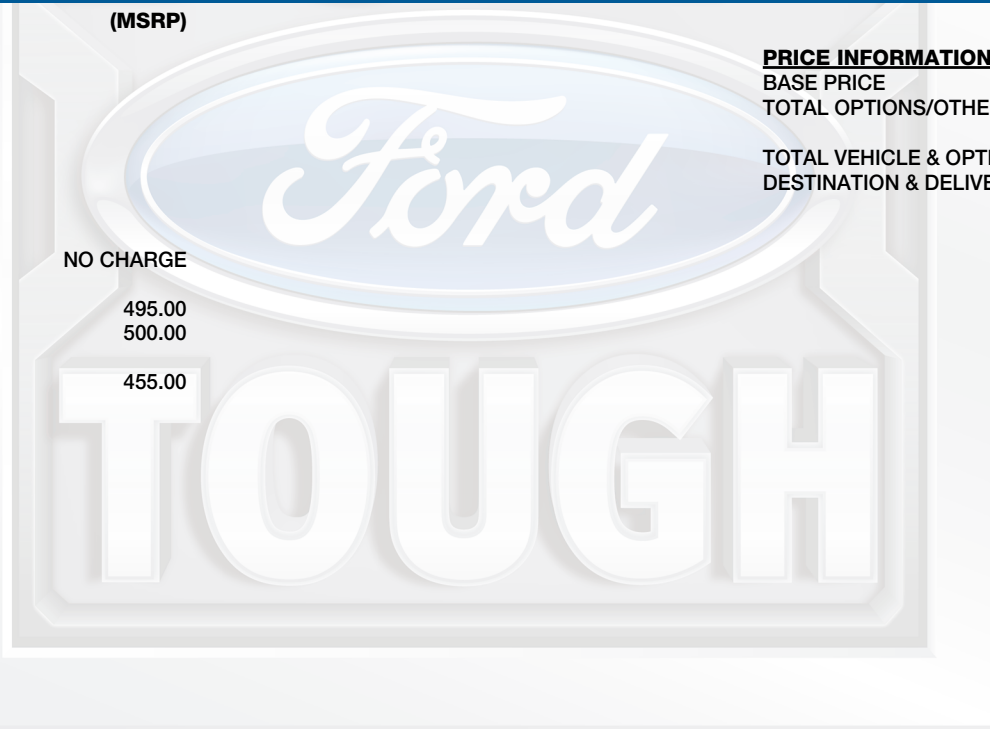 (MSRP)
NO CHARGE
495.00
500.00
455.00
PRICE INFORMATION
BASE PRICE
TOTAL OPTIONS/OTHE
TOTAL VEHICLE & OPTI
DESTINATION & DELIVE
Ford
TOUGH